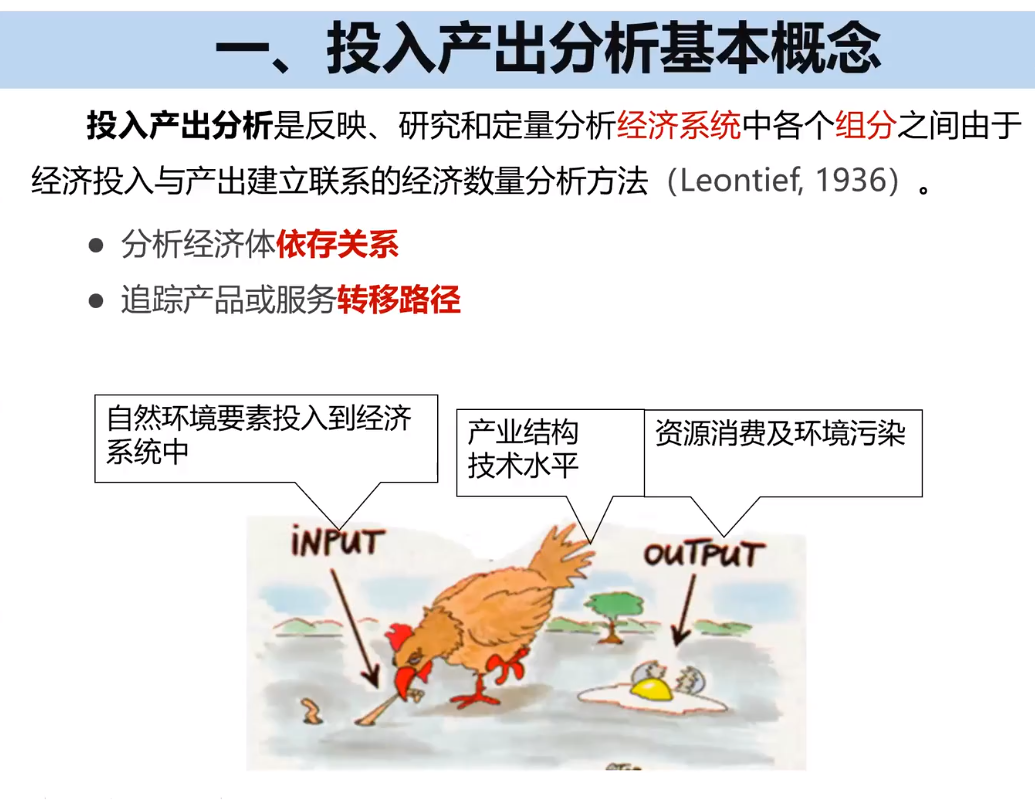 一、投入产出分析基本概念
投入产出分析是反映、研究和定量分析经济系统中各个组分之间由于
经济投入与产出建立联系的经济数量分析方法（Leontief, 1936）。
● 分析经济体依存关系
● 追踪产品或服务转移路径
自然环境要素投入到经济
系统中
产业结构
技术水平
资源消费及环境污染
iNPUT
OUTPUT